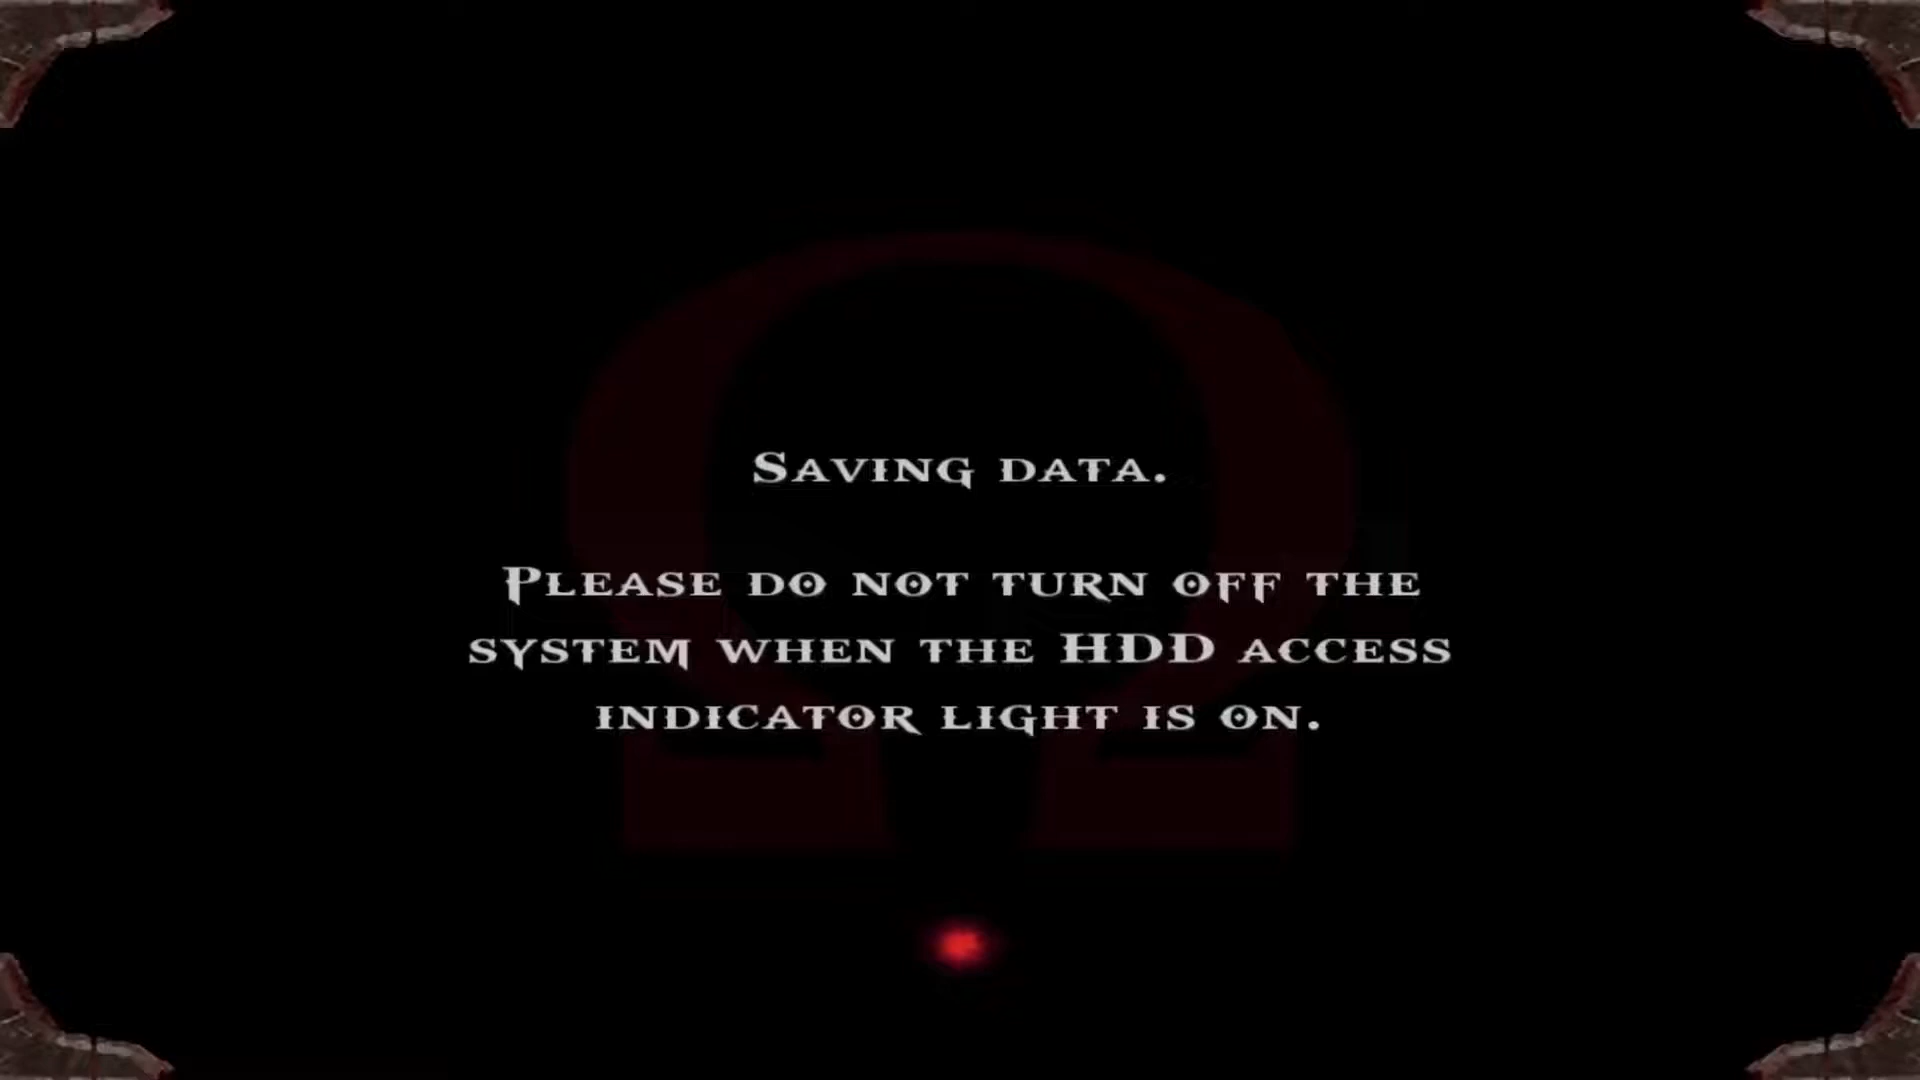 Saving data.
Please do not turn off the
system when the HDD access
indicator light is on.